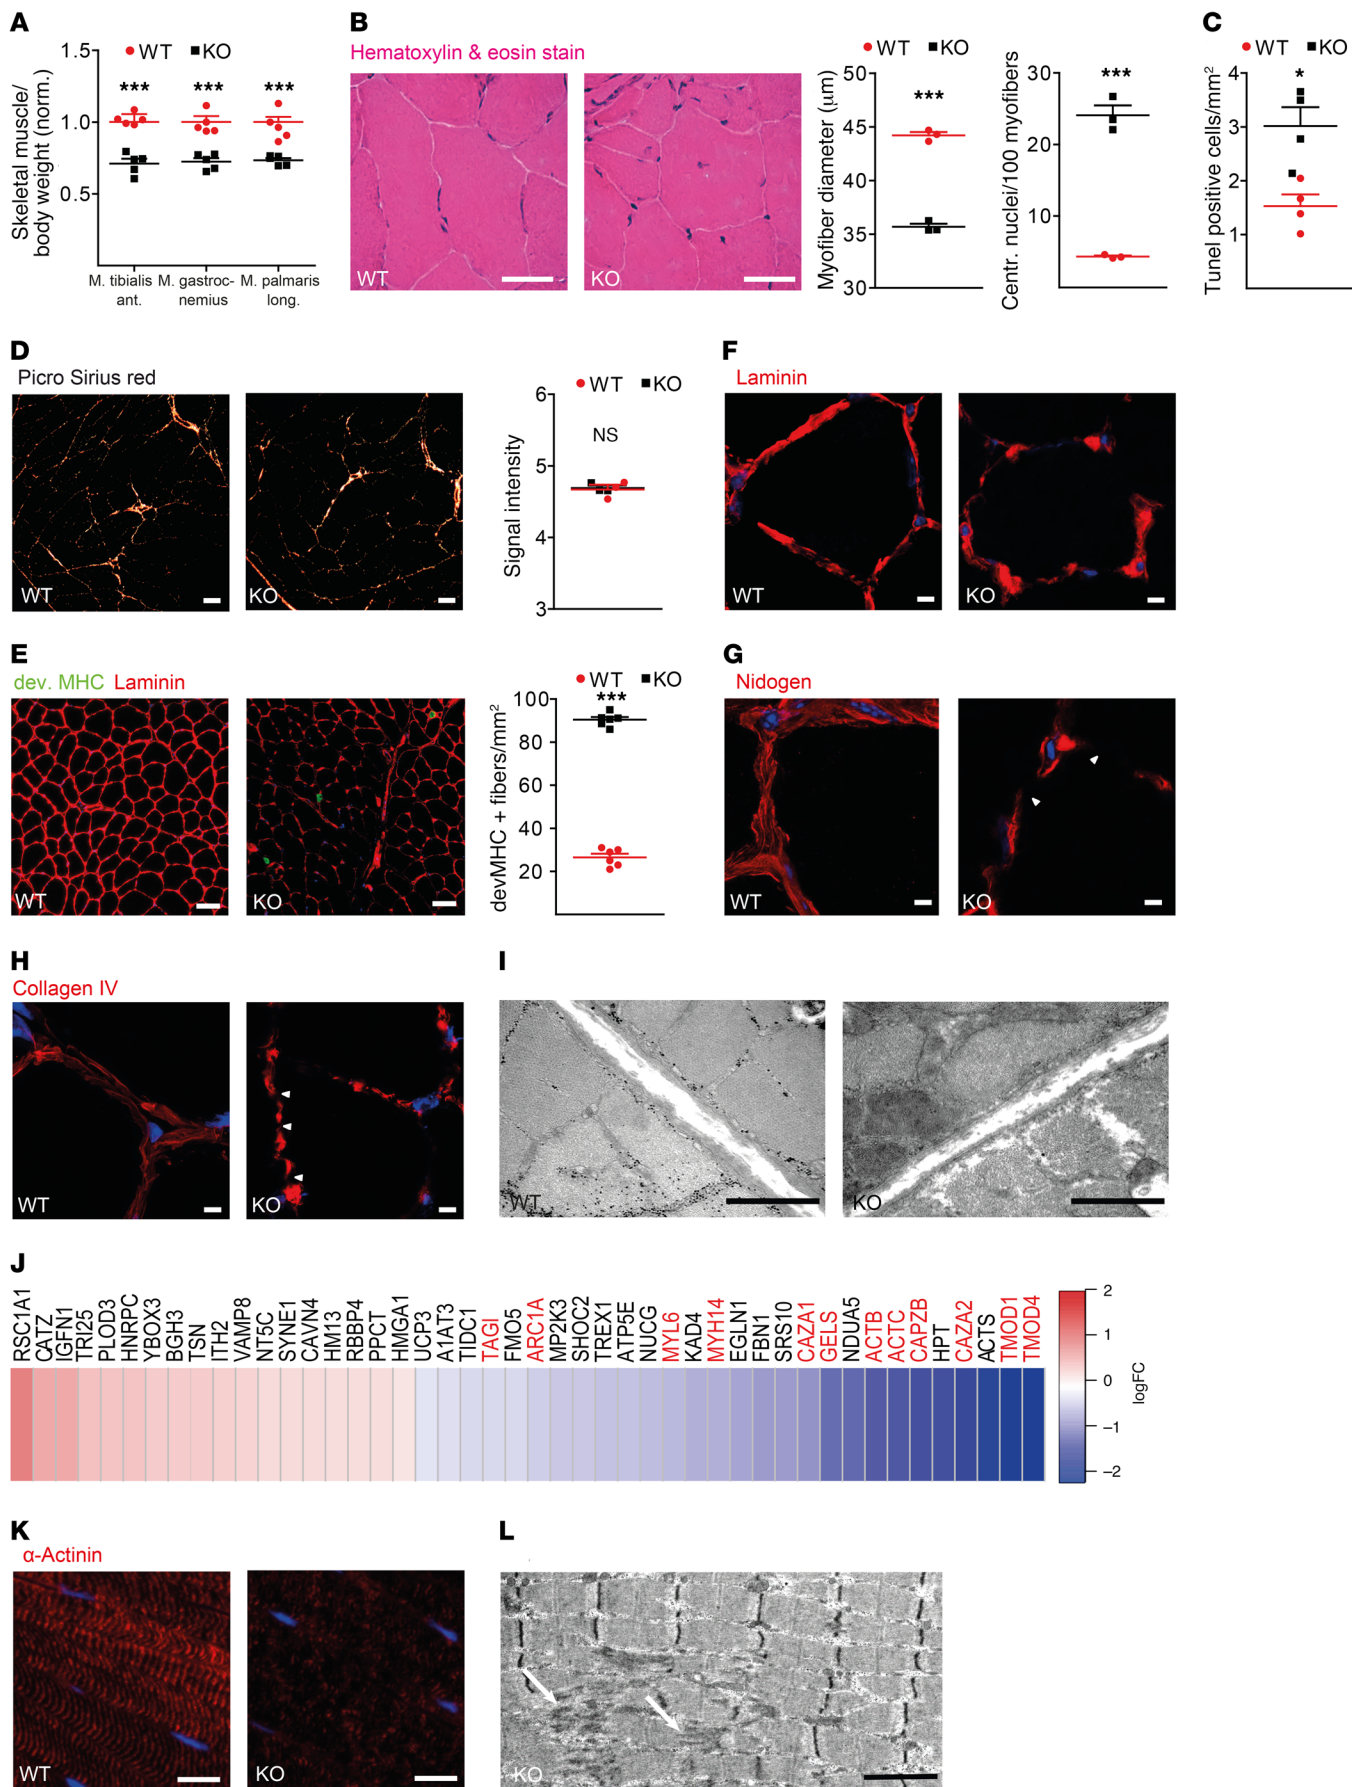 A
WT KO
Skeletal muscle/
body weight (norm.)
1.5
1.0
0.5
*** *** ***
M. tibialis
ant.
M. gastroc-
nemius
M. palmaris
long.
B
Hematoxylin & eosin stain
WT
KO
WT KO
Myofiber diameter (μm)
50
45
40
35
30
***
Centr. nuclei/100 myofibers
30
20
10
***
C
WT KO
Tunel positive cells/mm2
4
3
2
1
*
D
Picro Sirius red
WT
KO
WT KO
Signal intensity
6
5
4
3
NS
F
Laminin
WT
KO
E
dev. MHC Laminin
WT
KO
WT KO
devMHC + fibers/mm2
100
80
60
40
20
***
G
Nidogen
WT
KO
H
Collagen IV
WT
KO
I
WT
KO
J
RSC1A1
CATZ
IGFN1
TRI25
PLOD3
HNRPC
YBOX3
BGH3
TSN
ITH2
VAMP8
NT5C
SYNE1
CAVN4
HM13
RBBP4
PPCT
HMGA1
UCP3
A1AT3
TIDC1
TAGI
FMO5
ARC1A
MP2K3
SHOC2
TREX1
ATP5E
NUCG
MYL6
KAD4
MYH14
EGLN1
FBN1
SRS10
CAZA1
GELS
NDUA5
ACTB
ACTC
CAPZB
HPT
CAZA2
ACTS
TMOD1
TMOD4
2
1
0
−1
−2
logFC
K
α-Actinin
WT
KO
L
KO